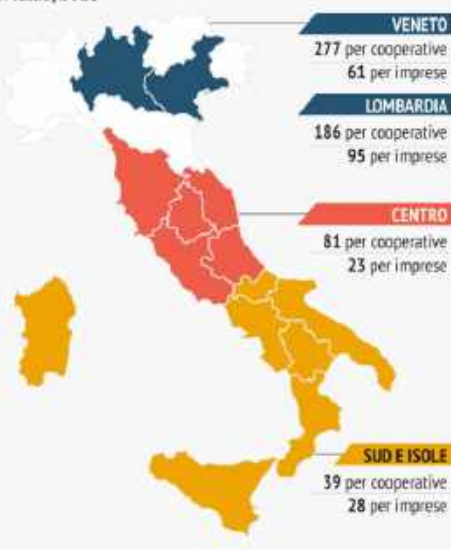 VENETO
277 per cooperative
61 per imprese
LOMBARDIA
186 per cooperative
95 per imprese
CENTRO
81 per cooperative
23 per imprese
SUD E ISOLE
39 per cooperative
28 per imprese